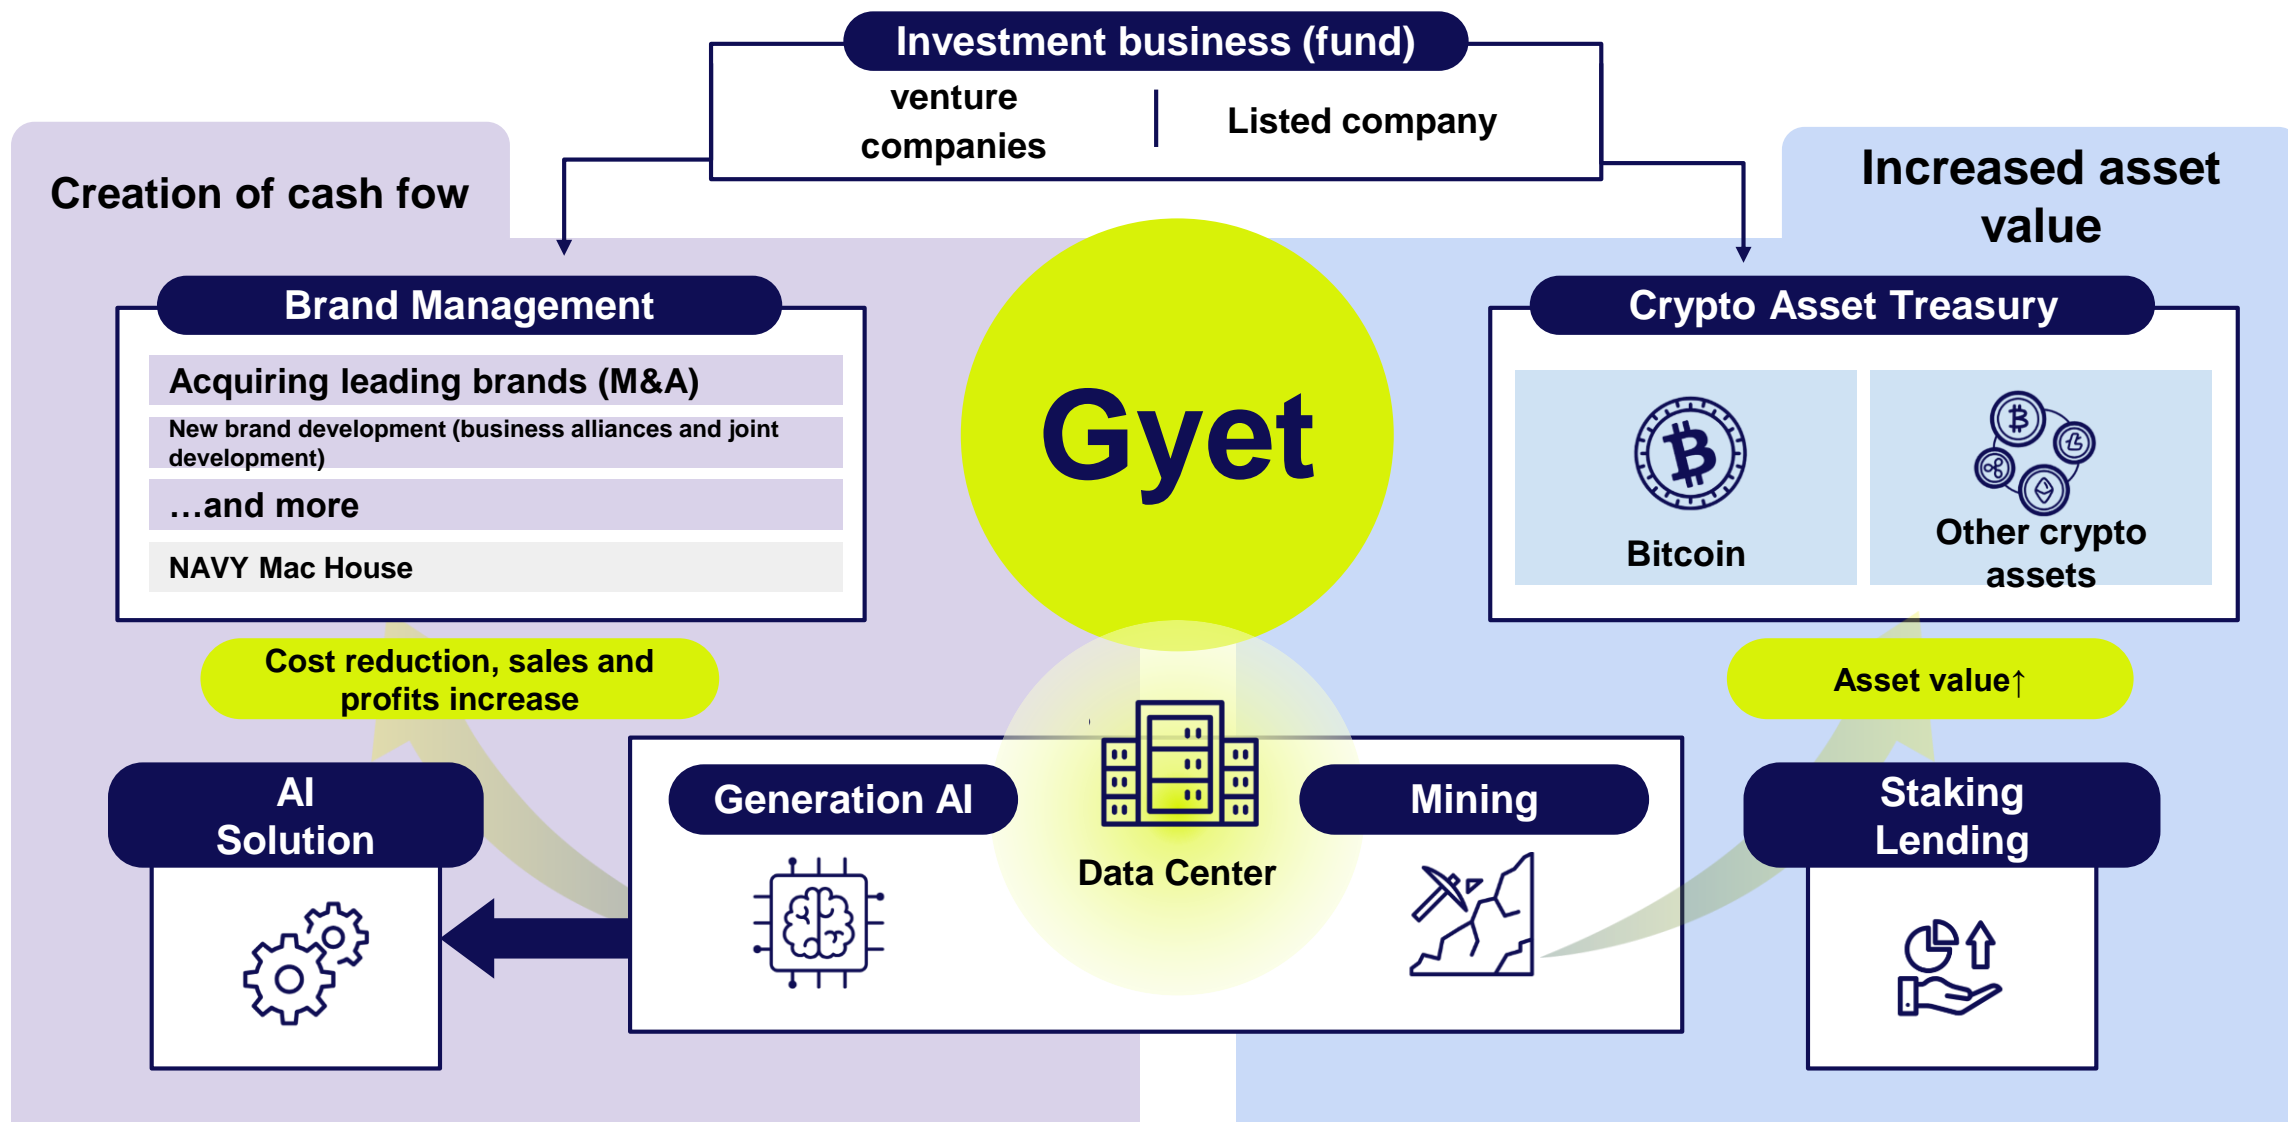 Investment business (fund)
venture
companies
Listed company
Creation of cash fow
Increased asset
value
Brand Management
Acquiring leading brands (M&A)
New brand development (business alliances and joint
development)
…and more
NAVY Mac House
Gyet
Crypto Asset Treasury
Bitcoin
Other crypto
assets
Cost reduction, sales and
profits increase
Asset value↑
AI
Solution
Generation AI
Data Center
Mining
Staking
Lending